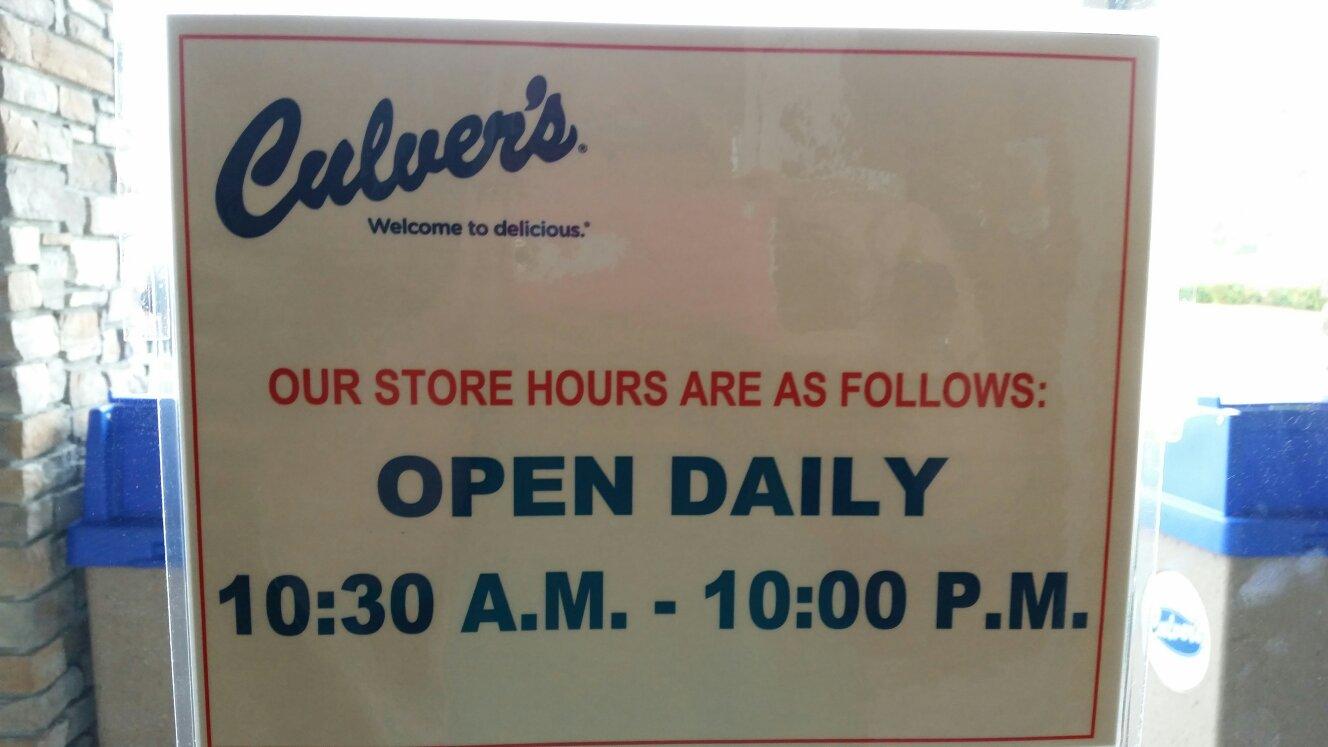 Culver's®
Welcome to delicious.®
OUR STORE HOURS ARE AS FOLLOWS:
OPEN DAILY
10:30 A.M. - 10:00 P.M.